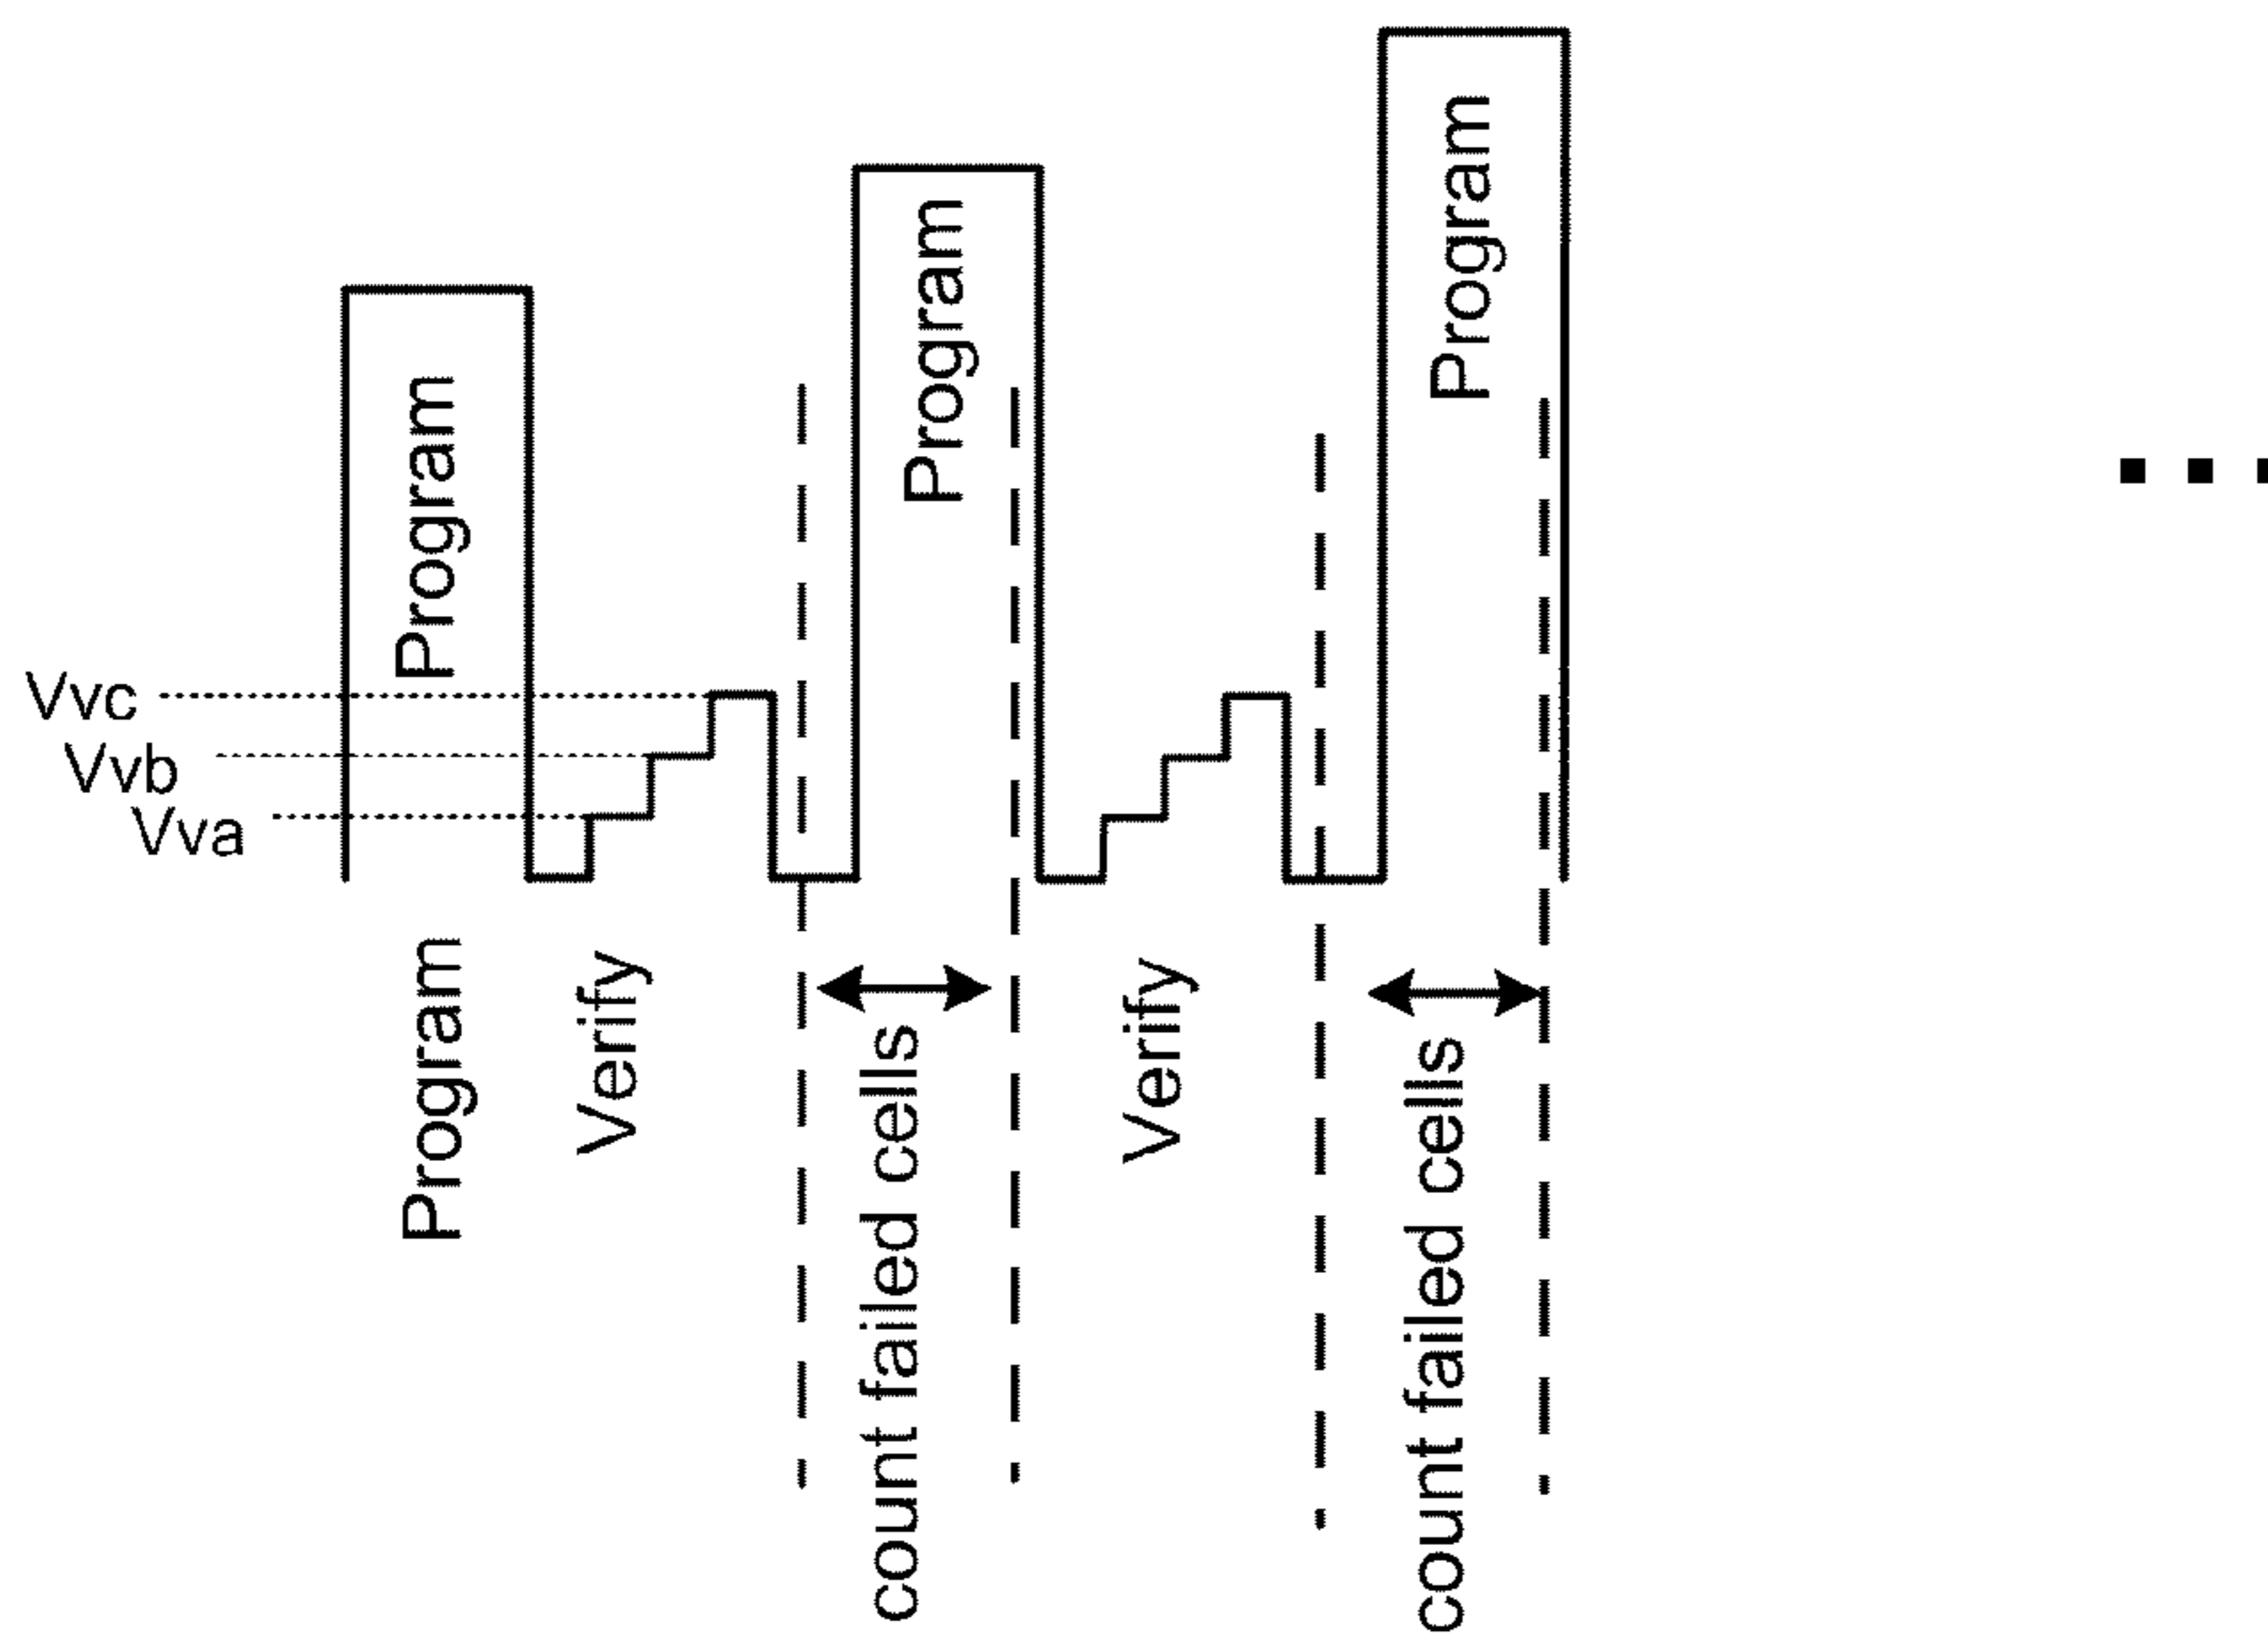 Program
Program
Program
Vvc
Vvb
Vva
Program
Verify
count failed cells
Verify
count failed cells